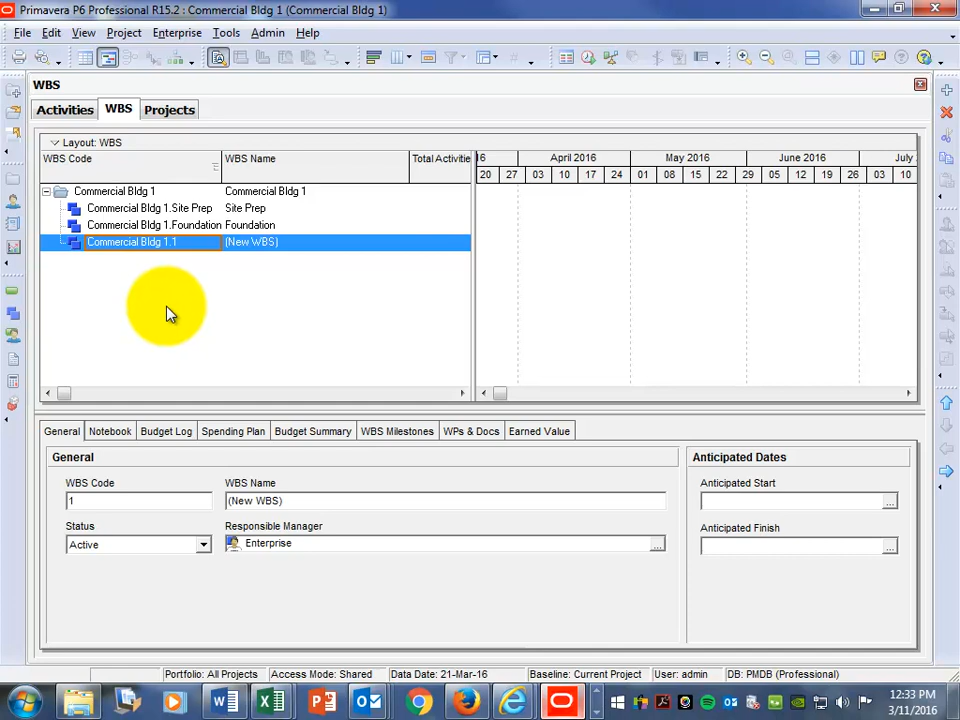 Primavera P6 Professional R15.2 : Commercial Bldg 1 (Commercial Bldg 1)
File Edit View Project Enterprise Tools Admin Help
WBS
Activities WBS Projects
Layout: WBS
WBS Code WBS Name Total Activitie
16 April 2016 May 2016 June 2016 July
20 27 03 10 17 24 01 08 15 22 29 05 12 19 26 03 10
Commercial Bldg 1 Commercial Bldg 1
Commercial Bldg 1.Site Prep Site Prep
Commercial Bldg 1.Foundation Foundation
Commercial Bldg 1.1 (New WBS)
General Notebook Budget Log Spending Plan Budget Summary WBS Milestones WPs & Docs Earned Value
General
WBS Code WBS Name
1 (New WBS)
Status Responsible Manager
Active Enterprise
Anticipated Dates
Anticipated Start
Anticipated Finish
Portfolio: All Projects Access Mode: Shared Data Date: 21-Mar-16 Baseline: Current Project User: admin DB: PMDB (Professional)
12:33 PM
3/11/2016